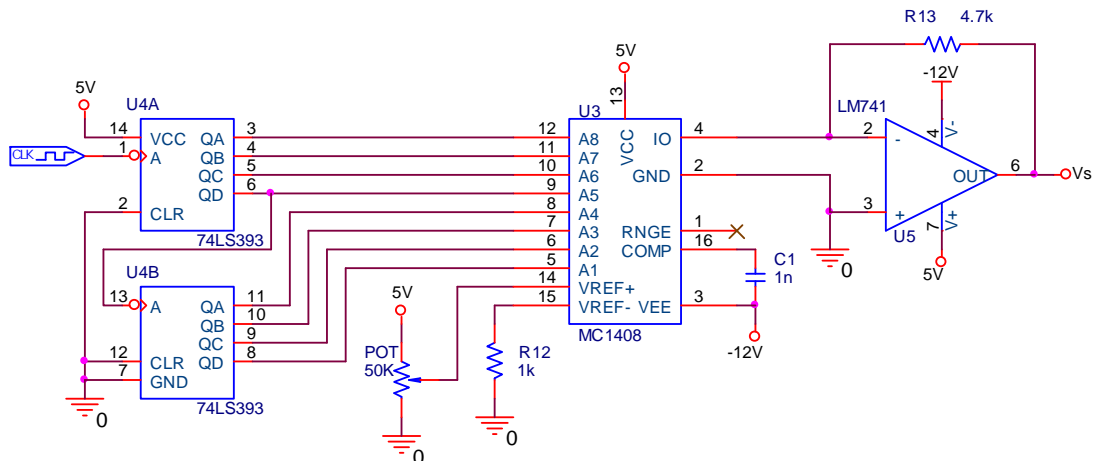 R13 4.7k
5V
-12V
5V
U4A
U3
LM741
14 VCC QA 3
CLK
1 A QB 4
QC 5
QD 6
2 CLR
74LS393
13
VCC
12 A8 IO 4
11 A7
10 A6 GND 2
9 A5
8 A4
7 A3 RNGE 1
6 A2 COMP 16
5 A1
14 VREF+
15 VREF- VEE 3
MC1408
2 -
4 V-
OUT 6
Vs
3 +
7 V+
U5
5V
0
C1
1n
-12V
U4B
13 A QA 11
QB 10
QC 9
12 CLR QD 8
7 GND
74LS393
0
5V
POT
50K
0
R12
1k
0